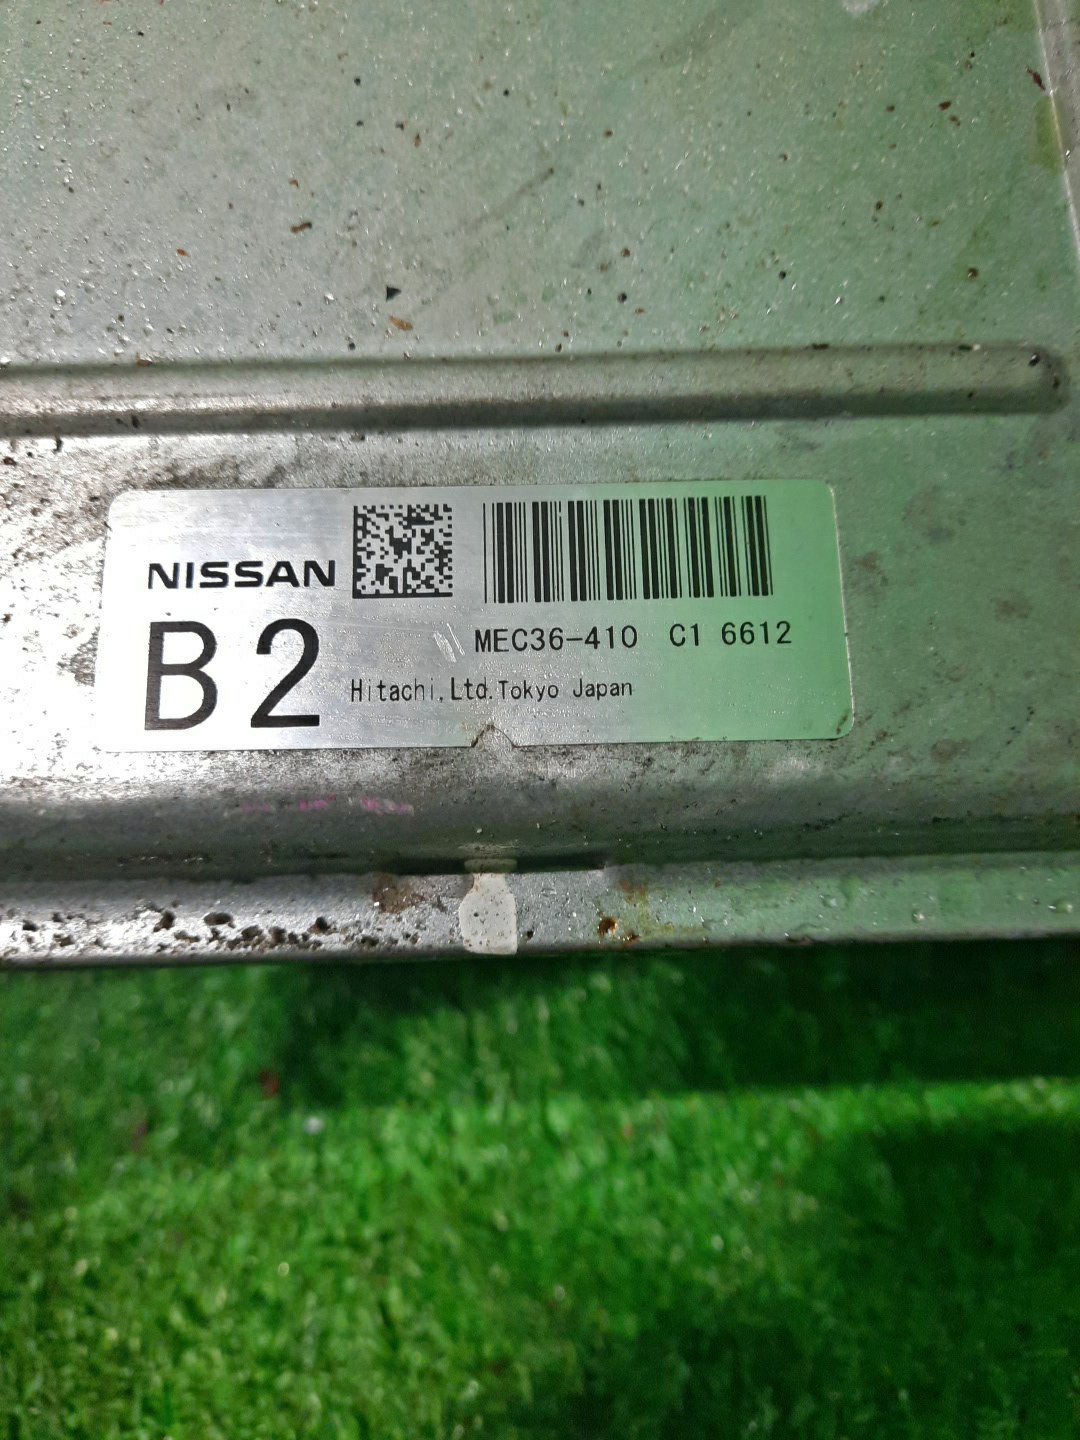 NISSAN
B2
MEC36-410 C1 6612
Hitachi,Ltd.Tokyo Japan